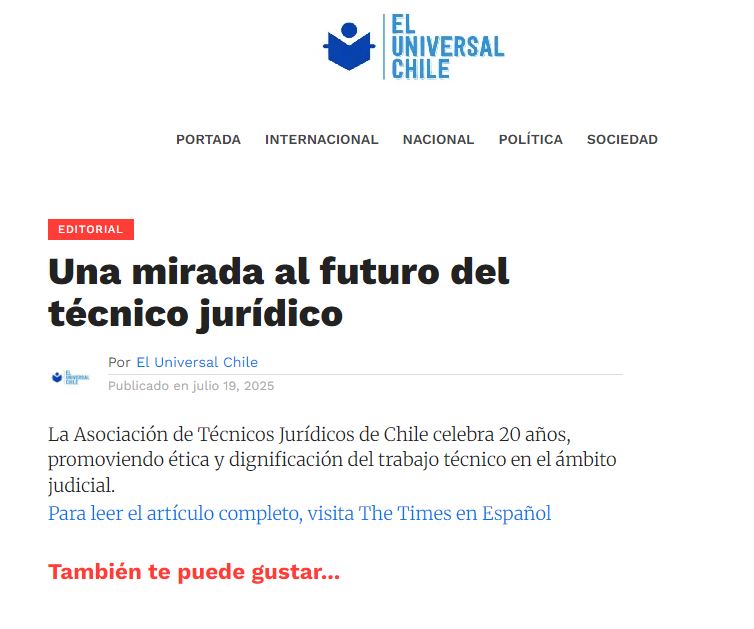 EL
UNIVERSAL
CHILE
PORTADA INTERNACIONAL NACIONAL POLÍTICA SOCIEDAD
EDITORIAL
Una mirada al futuro del
técnico jurídico
Por El Universal Chile
EL
UNIVERSAL
CHILE
Publicado en julio 19, 2025
La Asociación de Técnicos Jurídicos de Chile celebra 20 años,
promoviendo ética y dignificación del trabajo técnico en el ámbito
judicial.
Para leer el artículo completo, visita The Times en Español
También te puede gustar...